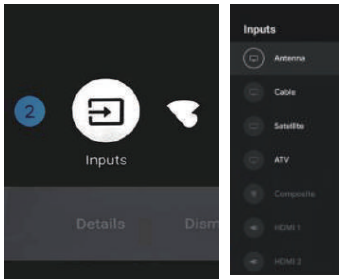 2
Inputs
Details
Dism
Inputs
Antenna
Cable
Satellite
ATV
Composite
HDMI 1
HDMI 2